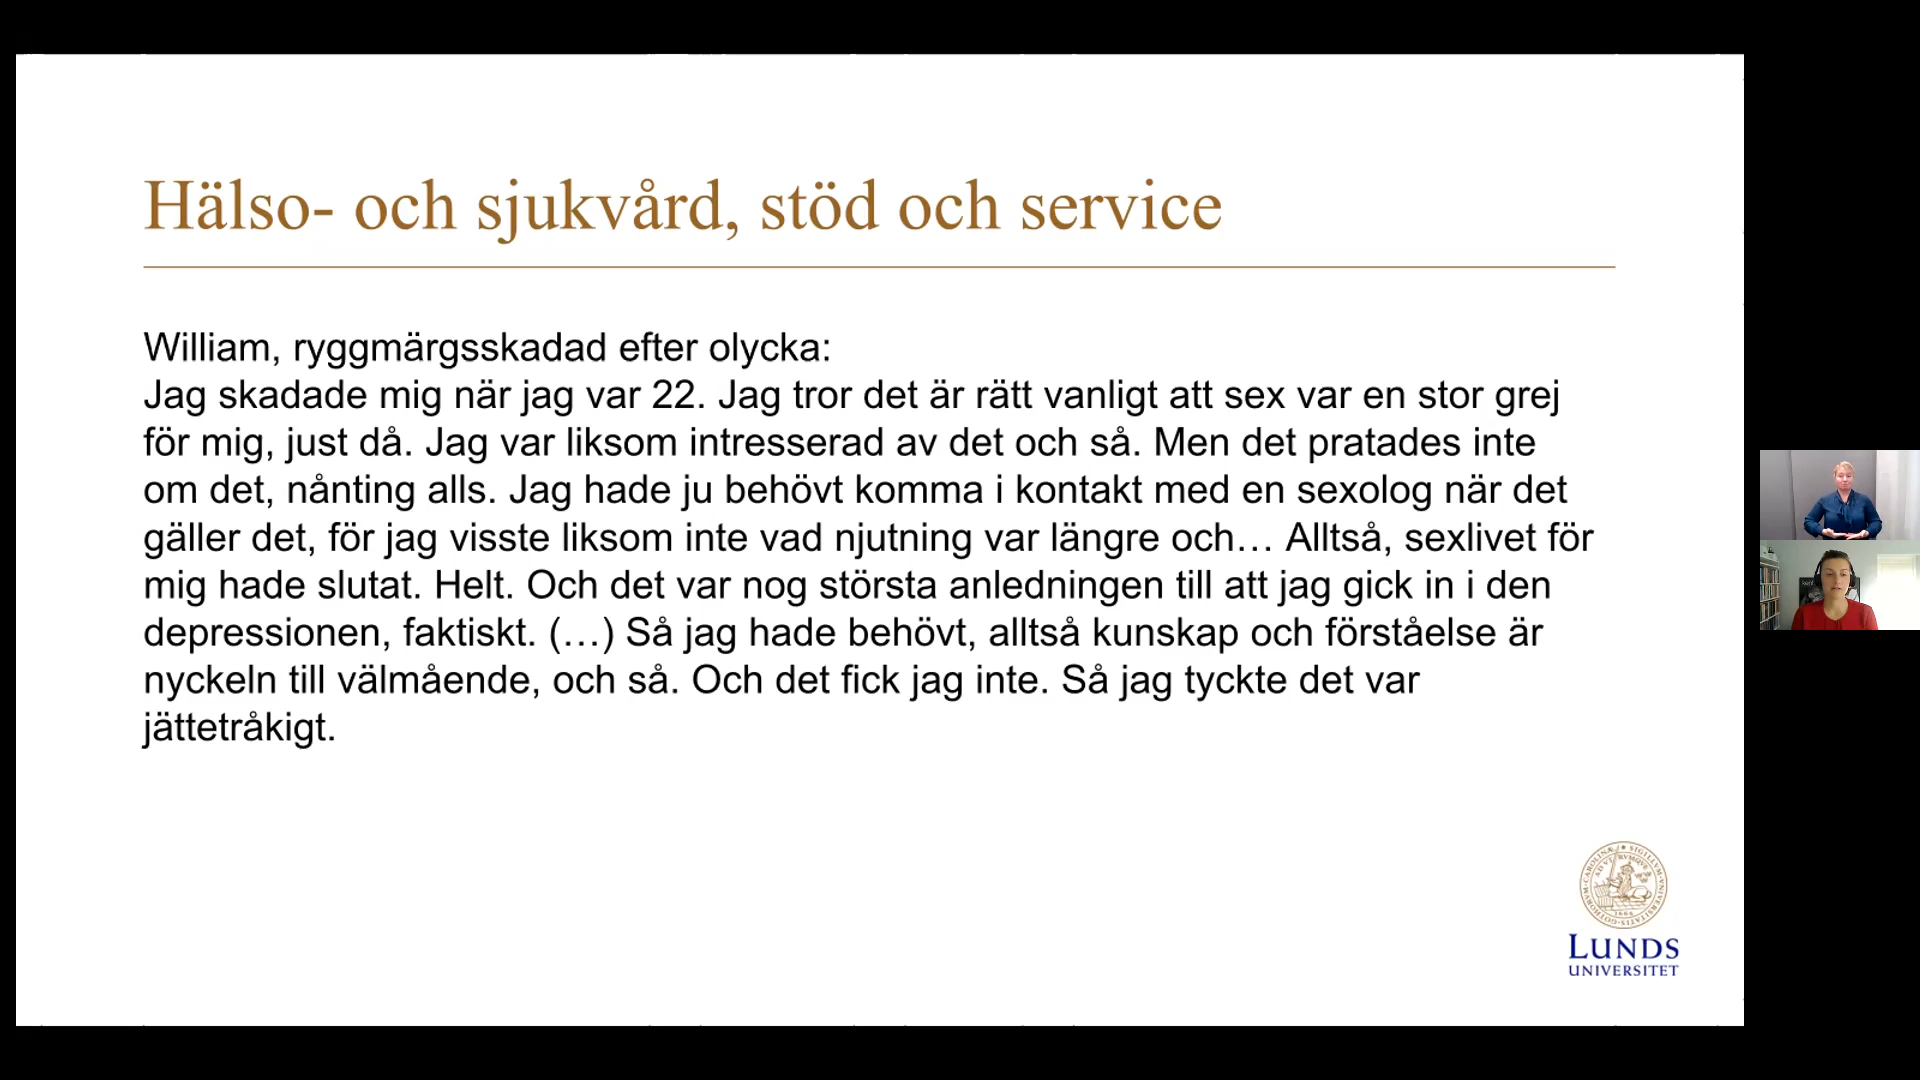 Hälso- och sjukvård, stöd och service
William, ryggmärgsskadad efter olycka:
Jag skadade mig när jag var 22. Jag tror det är rätt vanligt att sex var en stor grej
för mig, just då. Jag var liksom intresserad av det och så. Men det pratades inte
om det, nånting alls. Jag hade ju behövt komma i kontakt med en sexolog när det
gäller det, för jag visste liksom inte vad njutning var längre och… Alltså, sexlivet för
mig hade slutat. Helt. Och det var nog största anledningen till att jag gick in i den
depressionen, faktiskt. (…) Så jag hade behövt, alltså kunskap och förståelse är
nyckeln till välmående, och så. Och det fick jag inte. Så jag tyckte det var
jättetråkigt.
LUNDS
UNIVERSITET